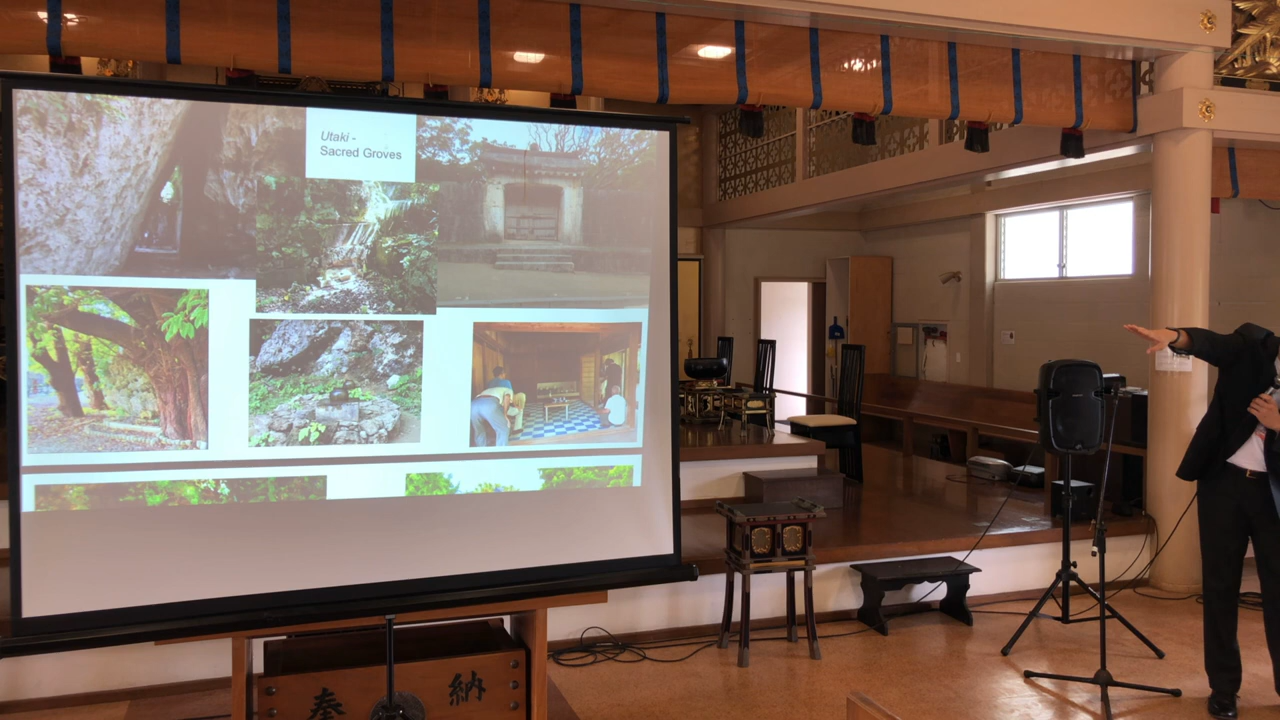 Utaki -
Sacred Groves
奉納